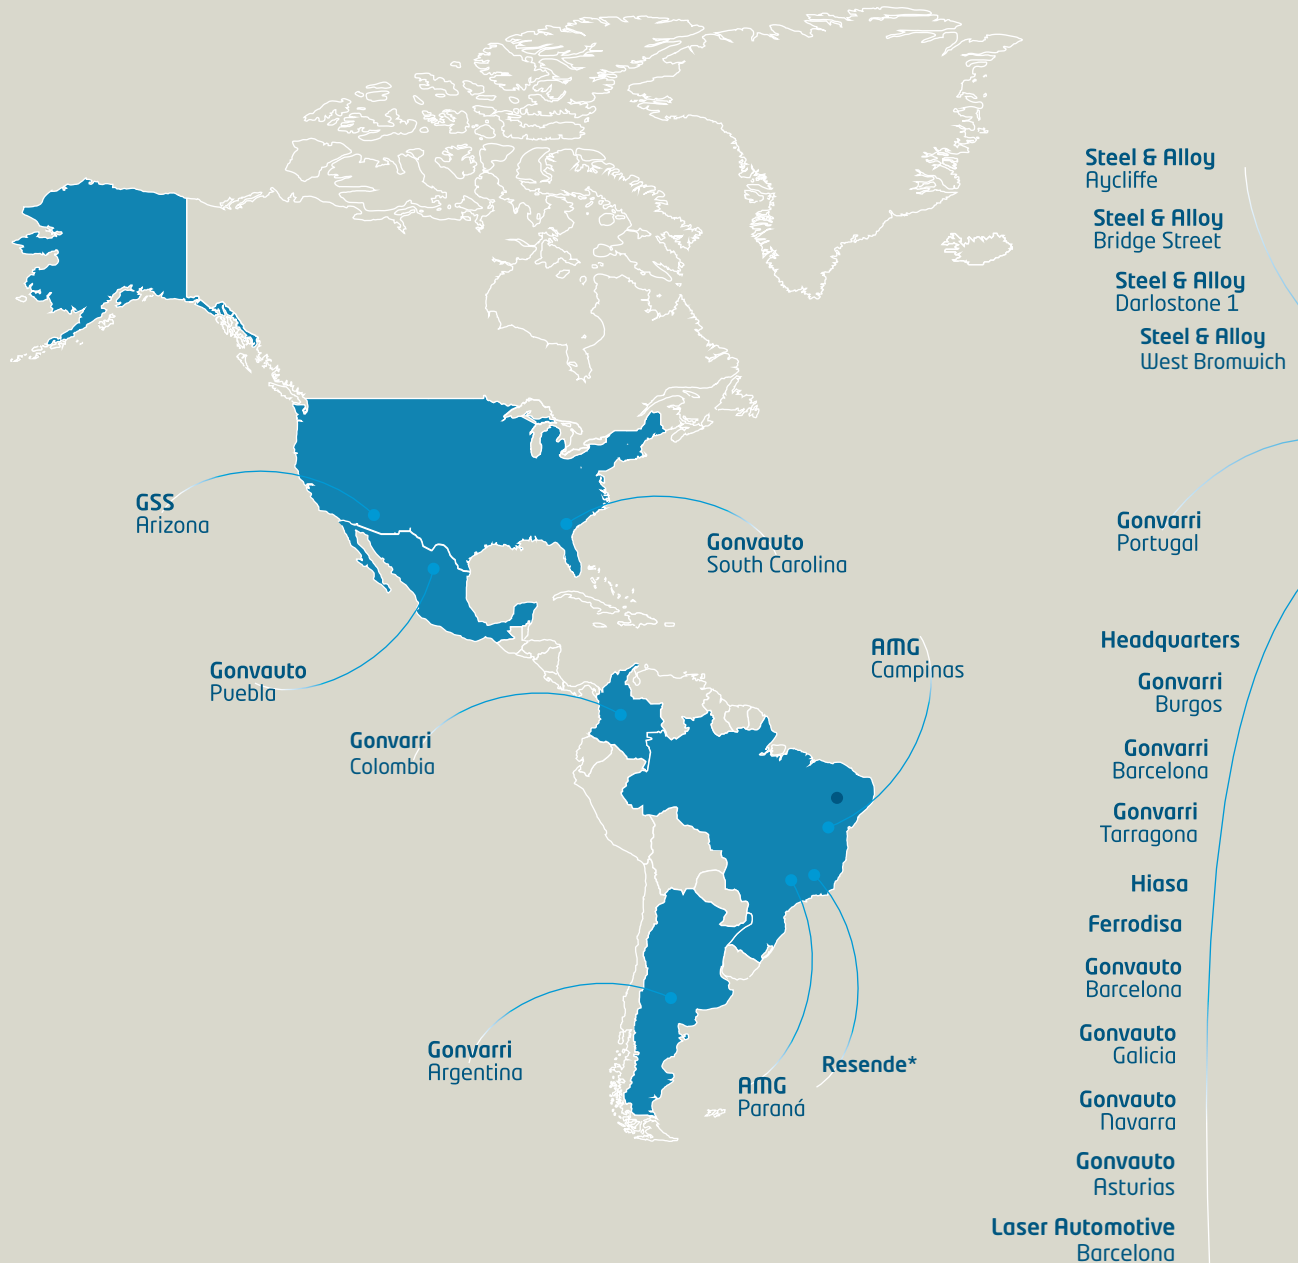 Steel & Alloy
Aycliffe
Steel & Alloy
Bridge Street
Steel & Alloy
Darlostone 1
Steel & Alloy
West Bromwich
GSS
Arizona
Gonvauto
South Carolina
Gonvarri
Portugal
Gonvauto
Puebla
AMG
Campinas
Gonvarri
Colombia
Headquarters
Gonvarri
Burgos
Gonvarri
Barcelona
Gonvarri
Tarragona
Hiasa
Ferrodisa
Gonvauto
Barcelona
Gonvauto
Galicia
Gonvauto
Navarra
Gonvauto
Asturias
Laser Automotive
Barcelona
Gonvarri
Argentina
AMG
Paraná
Resende*